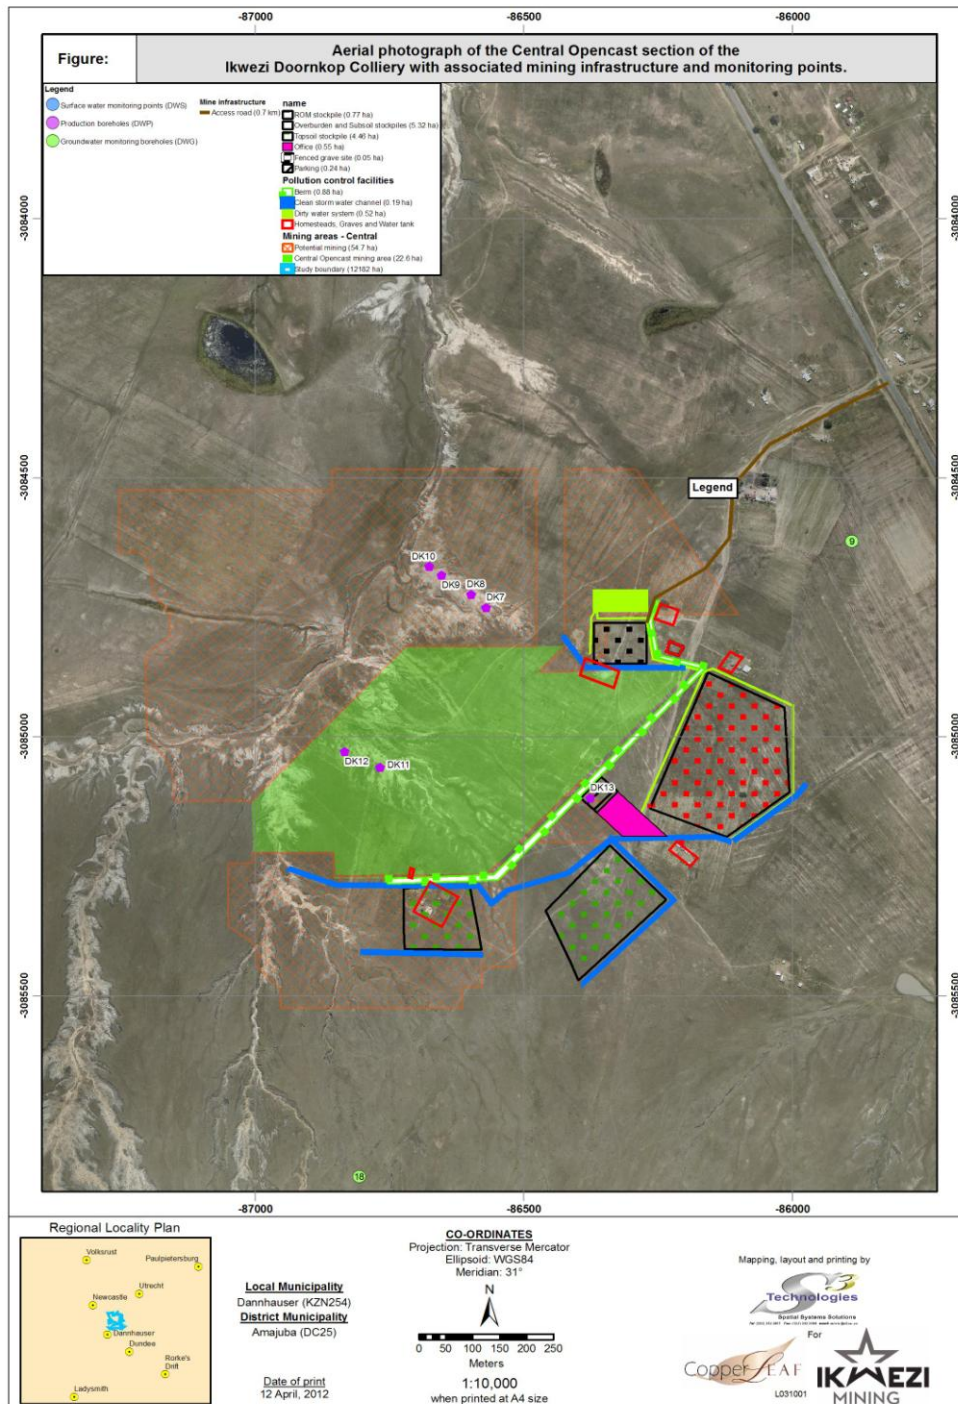 -87000
-86500
-86000
Figure:
Aerial photograph of the Central Opencast section of the
Ikwezi Doornkop Colliery with associated mining infrastructure and monitoring points.
Legend
Surface water monitoring points (DWS)
Production boreholes (DWP)
Groundwater monitoring boreholes (DWG)
Mine infrastructure
Access road (0.7 km)
name
ROM stockpile (0.77 ha)
Overburden and Subsoil stockpiles (5.32 ha)
Topsoil stockpile (4.46 ha)
Office (0.55 ha)
Fenced grave site (0.05 ha)
Parking (0.24 ha)
Pollution control facilities
Berm (0.88 ha)
Clean storm water channel (0.19 ha)
Dirty water system (0.52 ha)
Homesteads, Graves and Water tank
Mining areas - Central
Potential mining (54.7 ha)
Central Opencast mining area (22.6 ha)
Study boundary (12182 ha)
-3084000
-3084000
-3084500
-3084500
Legend
9
DK10
DK9
DK8
DK7
-3085000
-3085000
DK12
DK11
DK13
-3085500
-3085500
18
-87000
-86500
-86000
Regional Locality Plan
Volksrust
Paulpietersburg
Utrecht
Newcastle
Dannhauser
Dundee
Rorke's
Drift
Ladysmith
Local Municipality
Dannhauser (KZN254)
District Municipality
Amajuba (DC25)
Date of print
12 April, 2012
CO-ORDINATES
Projection: Transverse Mercator
Ellipsoid: WGS84
Meridian: 31°
N
0 50 100 150 200 250
Meters
1:10,000
when printed at A4 size
Mapping, layout and printing by
S3
Technologies
Spatial Systems Solutions
For
CopperLEAF
L031001
IKWEZI
MINING